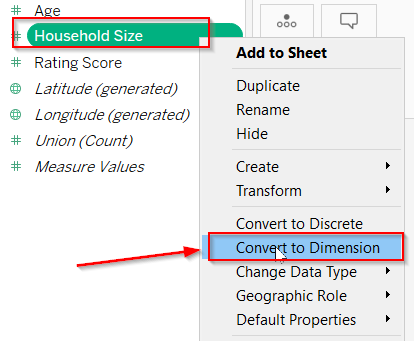 Age
Household Size
Rating Score
Latitude (generated)
Longitude (generated)
Union (Count)
Measure Values
Add to Sheet
Duplicate
Rename
Hide
Create
Transform
Convert to Discrete
Convert to Dimension
Change Data Type
Geographic Role
Default Properties